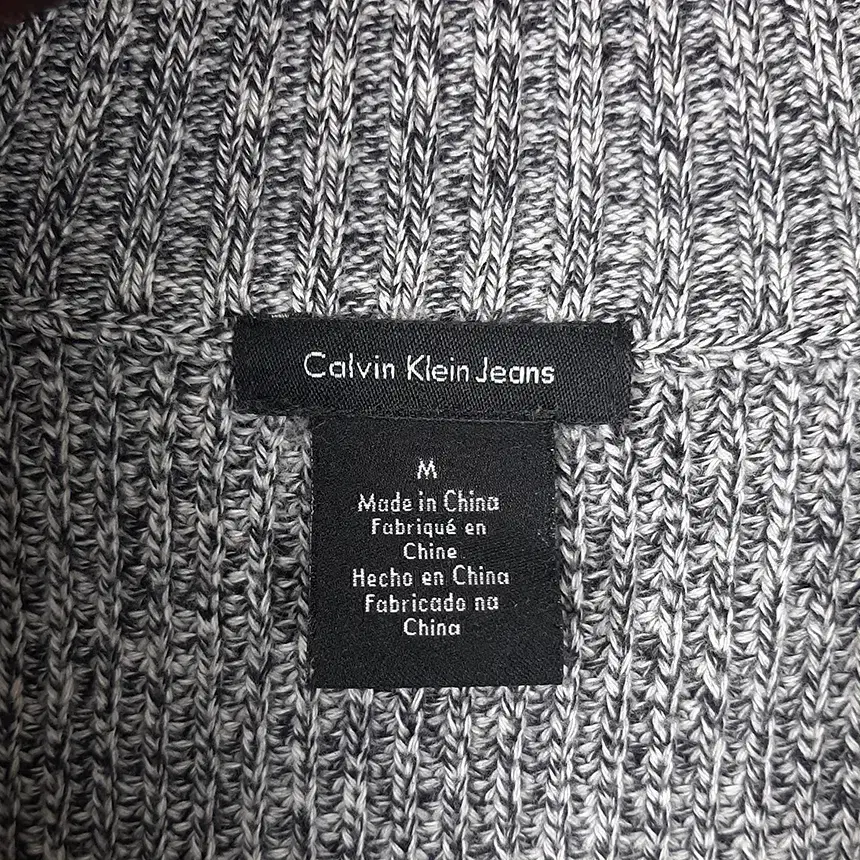 Calvin Klein Jeans
M
Made in China
Fabriqué en
Chine
Hecho en China
Fabricado na
China